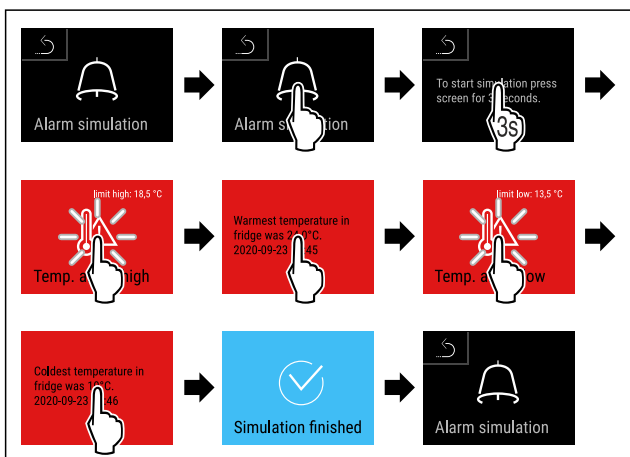 Alarm simulation
Alarm
To start simulation press
screen for 3 seconds.
3s
limit high: 18,5 °C
Temp. high
Warmest temperature in
fridge was °C.
2020-09-23 45
limit low: 13,5 °C
Temp.
Coldest temperature in
fridge was °C.
2020-09-23 46
Simulation finished
Alarm simulation